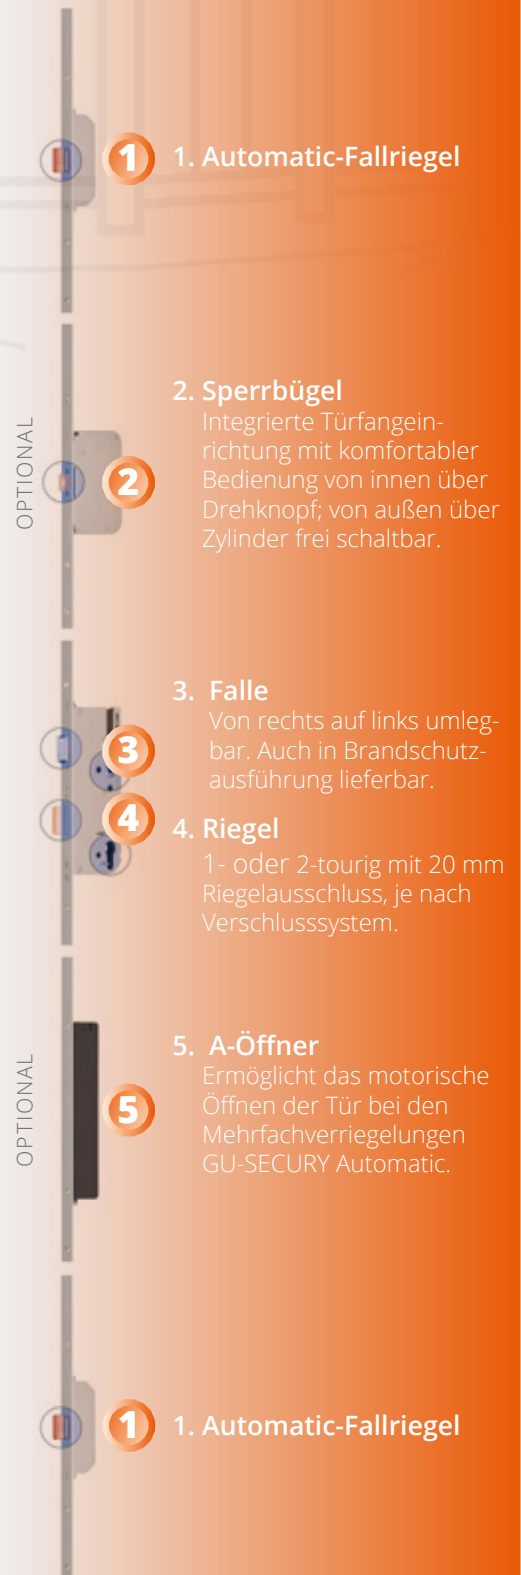 1
1. Automatic-Fallriegel
OPTIONAL
2
2. Sperrbügel
Integrierte Türfangein-
richtung mit komfortabler
Bedienung von innen über
Drehknopf; von außen über
Zylinder frei schaltbar.
3
3. Falle
Von rechts auf links umleg-
bar. Auch in Brandschutz-
ausführung lieferbar.
4
4. Riegel
1- oder 2-tourig mit 20 mm
Riegelausschluss, je nach
Verschlusssystem.
OPTIONAL
5
5. A-Öffner
Ermöglicht das motorische
Öffnen der Tür bei den
Mehrfachverriegelungen
GU-SECURY Automatic.
1
1. Automatic-Fallriegel